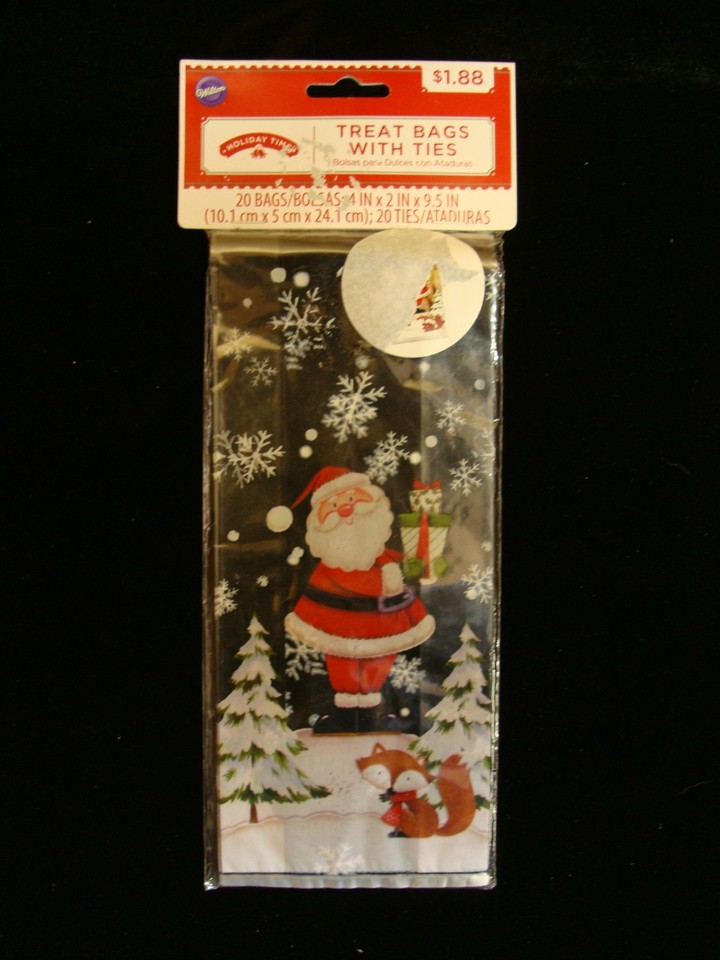 $1.88
Wilton
HOLIDAY TIME
TREAT BAGS
WITH TIES
Bolsas para Dulces con Ataduras
20 BAGS/BOLSAS: 4 IN x 2 IN x 9.5 IN
(10.1 cm x 5 cm x 24.1 cm); 20 TIES/ATADURAS